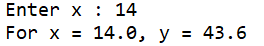 Enter x : 14
For x = 14.0, y = 43.6